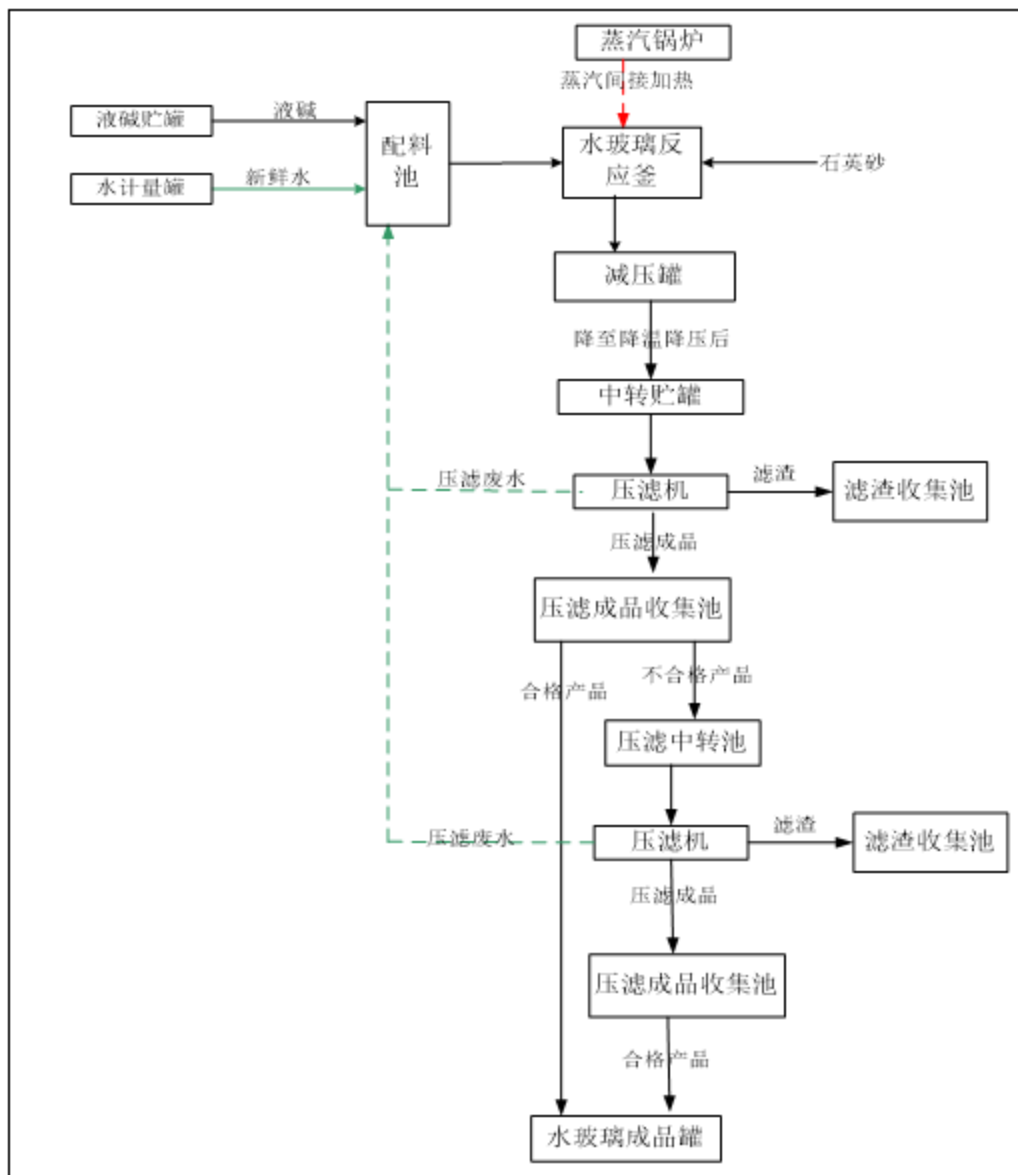 蒸汽锅炉
蒸汽间接加热
液碱贮罐
液碱
配料
池
水玻璃反
应釜
石英砂
水计量罐
新鲜水
减压罐
降至降温降压后
中转贮罐
压滤废水
压滤机
滤渣
滤渣收集池
压滤成品
压滤成品收集池
合格产品
不合格产品
压滤中转池
压滤废水
压滤机
滤渣
滤渣收集池
压滤成品
压滤成品收集池
合格产品
水玻璃成品罐